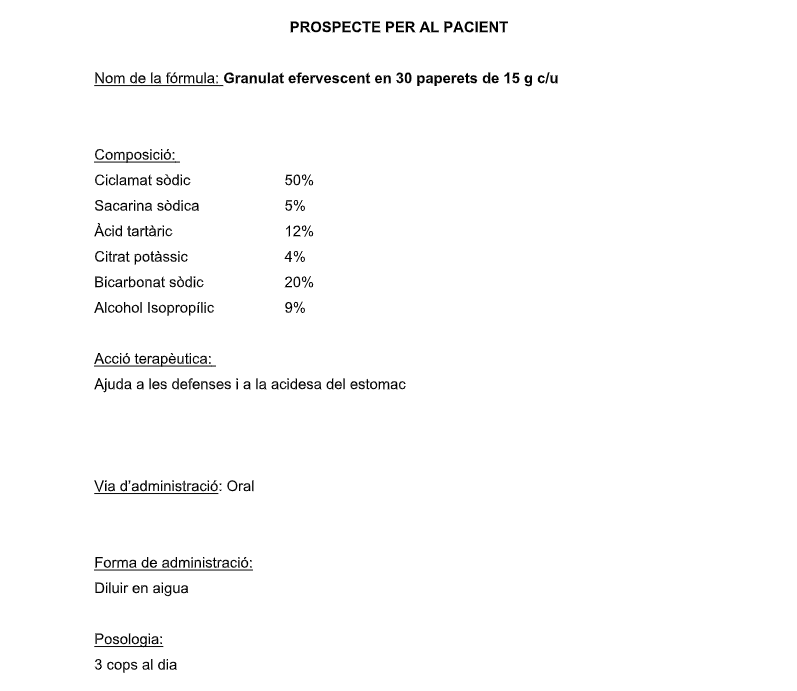 PROSPECTE PER AL PACIENT
Nom de la fórmula: Granulat efervescent en 30 paperets de 15 g c/u
Composició:
Ciclamat sòdic 50%
Sacarina sòdica 5%
Àcid tartàric 12%
Citrat potàssic 4%
Bicarbonat sòdic 20%
Alcohol Isopropílic 9%
Acció terapèutica:
Ajuda a les defenses i a la acidesa del estomac
Via d'administració: Oral
Forma de administració:
Diluir en aigua
Posologia:
3 cops al dia